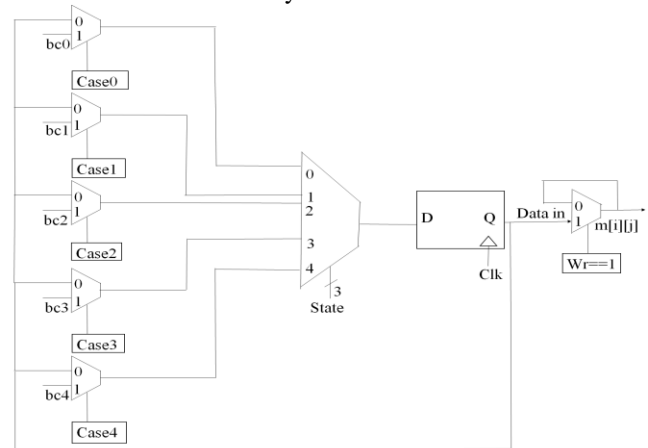 0
bc0 1
Case0
0
bc1 1
Case1
0
bc2 1
Case2
0
bc3 1
Case3
0
bc4 1
Case4
0
1
2
3
4
3
State
D Q
Clk
Data in
0
1
m[i][j]
Wr==1